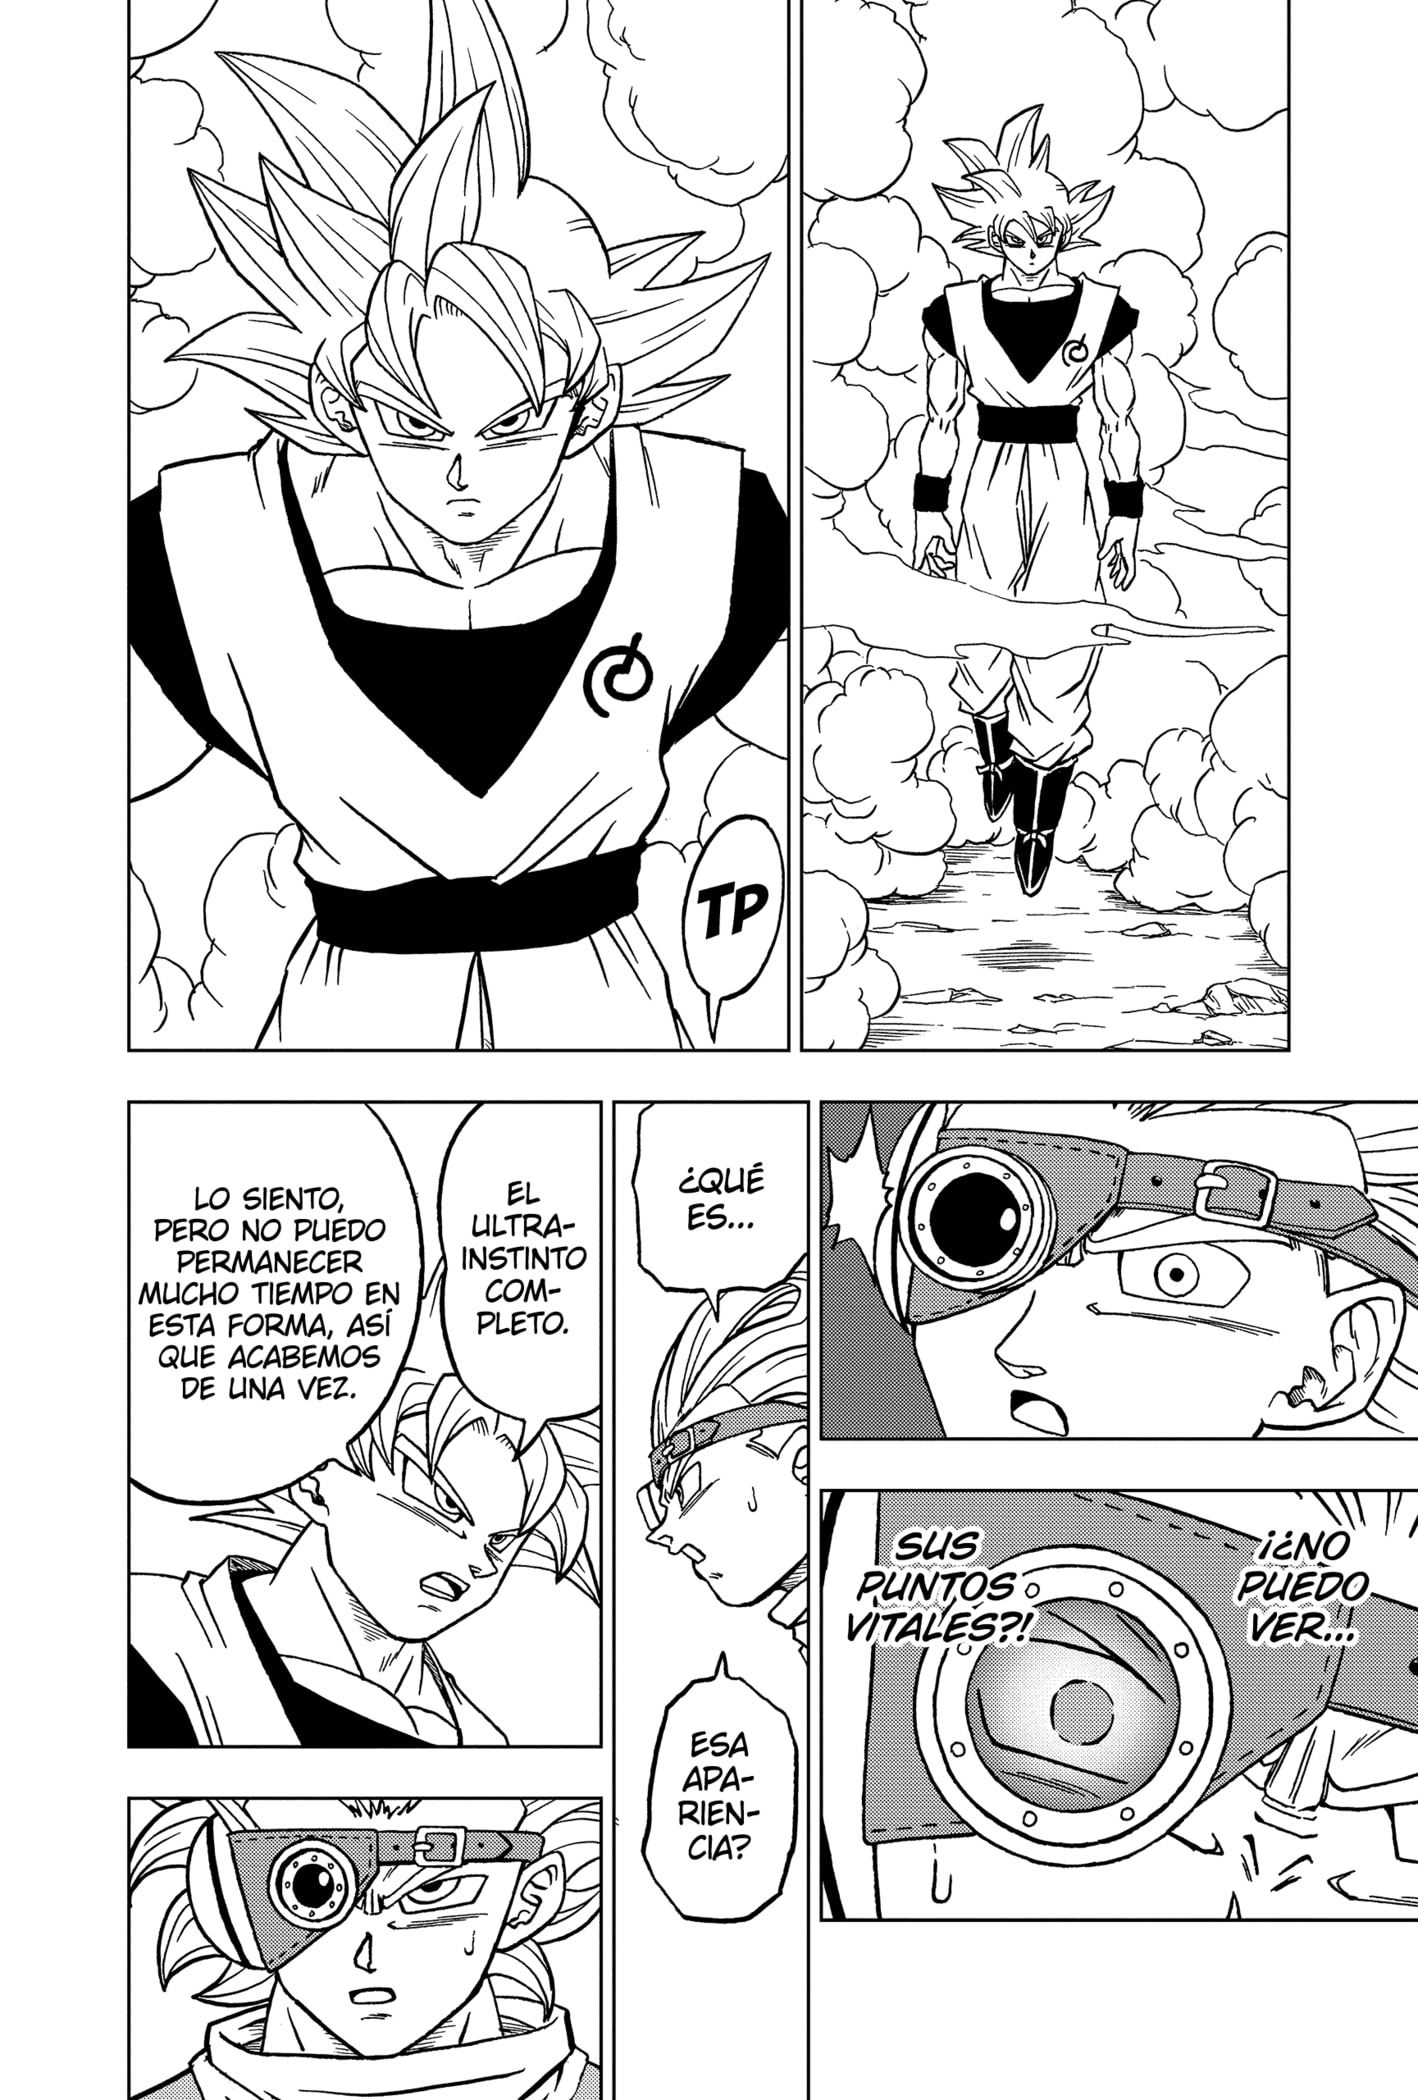 TP
¡¿NO
PUEDO
VER...
SUS
PUNTOS
VITALES?!
¿QUÉ
ES...
ESA
APA-
RIEN-
CIA?
EL
ULTRA-
INSTINTO
COM-
PLETO.
LO SIENTO,
PERO NO PUEDO
PERMANECER
MUCHO TIEMPO EN
ESTA FORMA, ASÍ
QUE ACABEMOS
DE UNA VEZ.